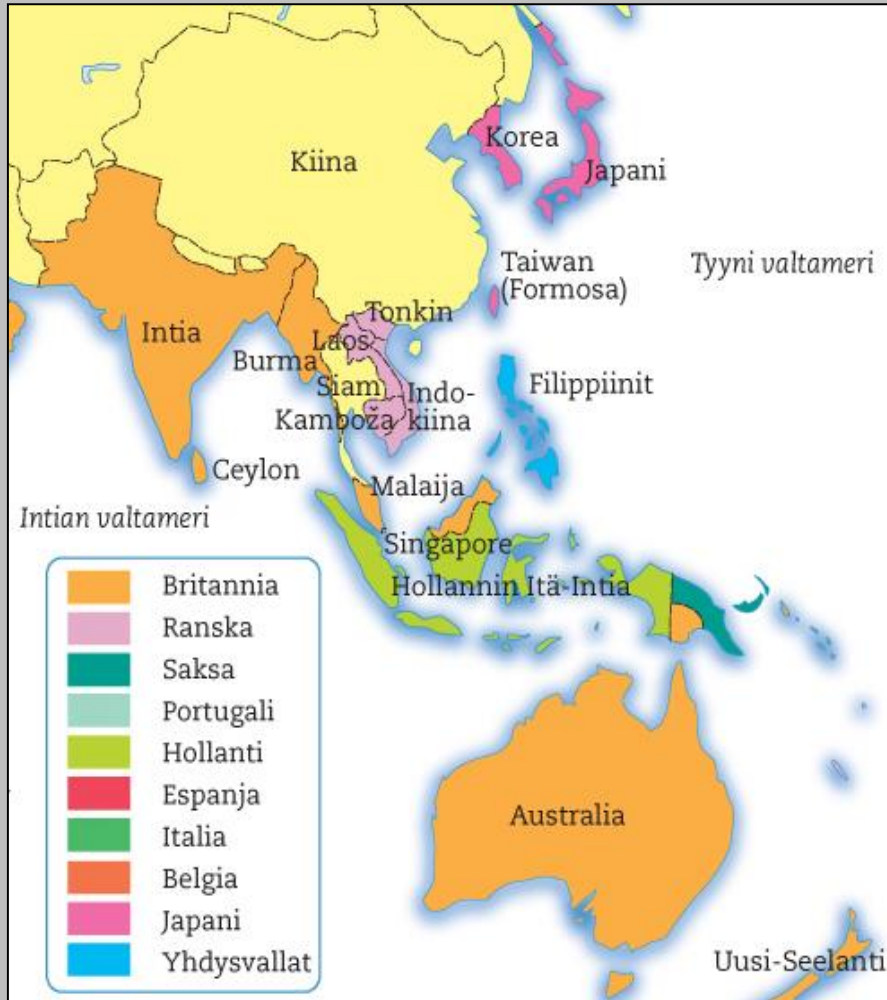 Kiina
Korea
Japani
Taiwan
(Formosa)
Tyyni valtameri
Intia
Burma
Tonkin
Laos
Siam
Kamboža
Indo-
kiina
Filippiinit
Ceylon
Intian valtameri
Malaija
Singapore
Hollannin Itä-Intia
Australia
Uusi-Seelanti
Britannia
Ranska
Saksa
Portugali
Hollanti
Espanja
Italia
Belgia
Japani
Yhdysvallat